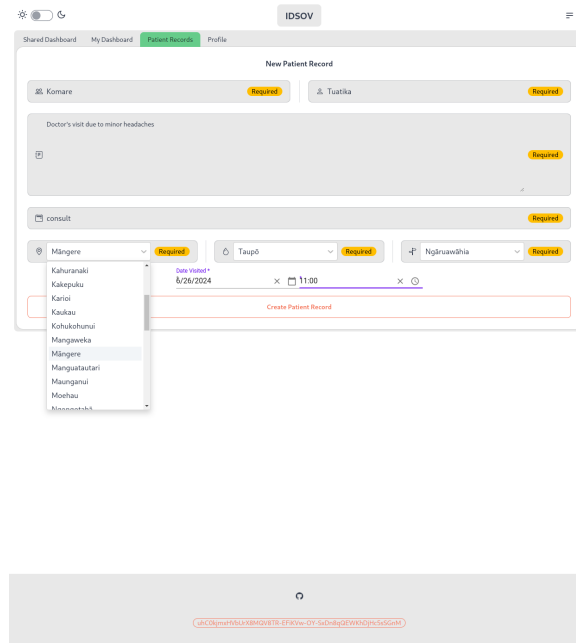 IDSOV
Shared Dashboard My Dashboard Patient Records Profile
New Patient Record
Komare Required Tuatika Required
Doctor's visit due to minor headaches
Required
consult Required
Māngere Required Taupō Required Ngāruawāhia Required
Kahuranaki
Kakepuku
Karioi
Kaukau
Kohukohunui
Mangaweka
Māngere
Manguatautari
Maunganui
Moehau
Date Visited *
6/26/2024 11:00
Create Patient Record